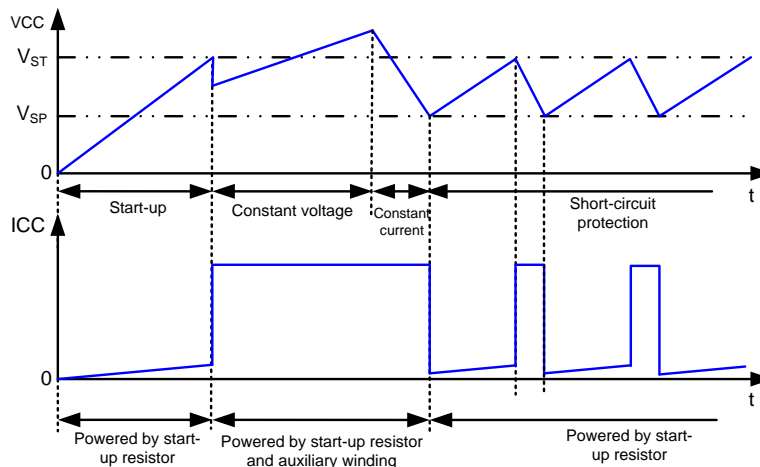 VCC
VST
VSP
0
t
Start-up
Constant voltage
Constant
current
Short-circuit
protection
ICC
0
t
Powered by start-
up resistor
Powered by start-up resistor
and auxiliary winding
Powered by start-
up resistor